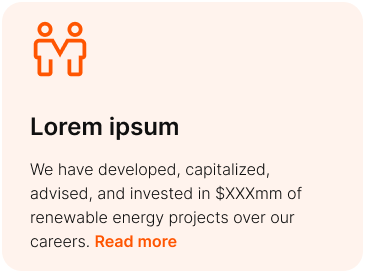 Lorem ipsum
We have developed, capitalized,
advised, and invested in $XXXmm of
renewable energy projects over our
careers. Read more